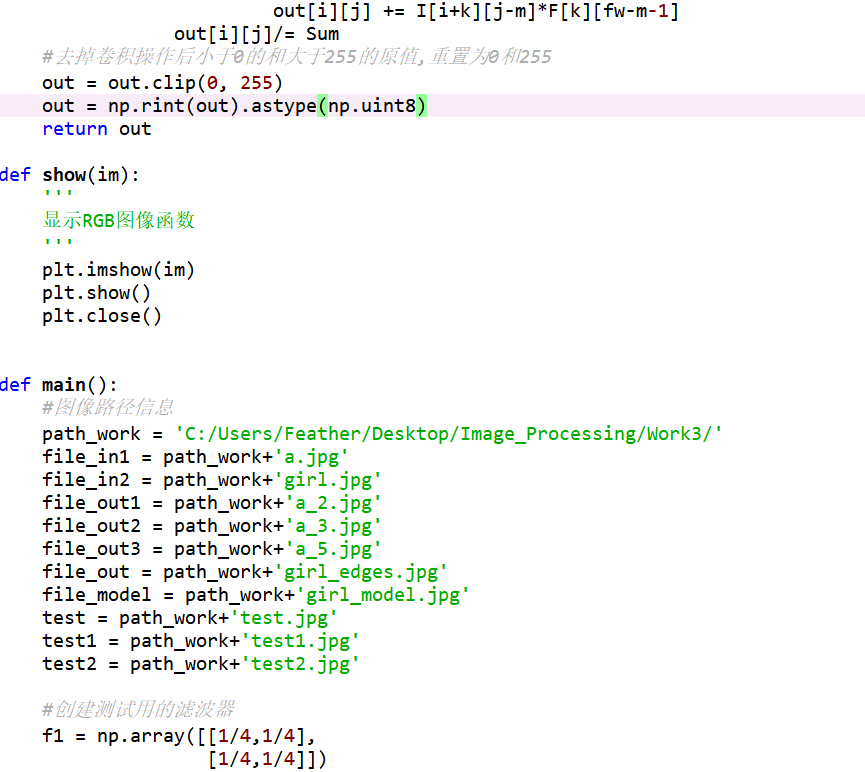 out[i][j] += I[i+k][j-m]*F[k][fw-m-1]
out[i][j]/= Sum
#去掉卷积操作后小于0的和大于255的原值,重置为0和255
out = out.clip(0, 255)
out = np.rint(out).astype(np.uint8)
return out
def show(im):
'''
显示RGB图像函数
'''
plt.imshow(im)
plt.show()
plt.close()
def main():
#图像路径信息
path_work = 'C:/Users/Feather/Desktop/Image_Processing/Work3/'
file_in1 = path_work+'a.jpg'
file_in2 = path_work+'girl.jpg'
file_out1 = path_work+'a_2.jpg'
file_out2 = path_work+'a_3.jpg'
file_out3 = path_work+'a_5.jpg'
file_out = path_work+'girl_edges.jpg'
file_model = path_work+'girl_model.jpg'
test = path_work+'test.jpg'
test1 = path_work+'test1.jpg'
test2 = path_work+'test2.jpg'
#创建测试用的滤波器
f1 = np.array([[1/4,1/4],
[1/4,1/4]])